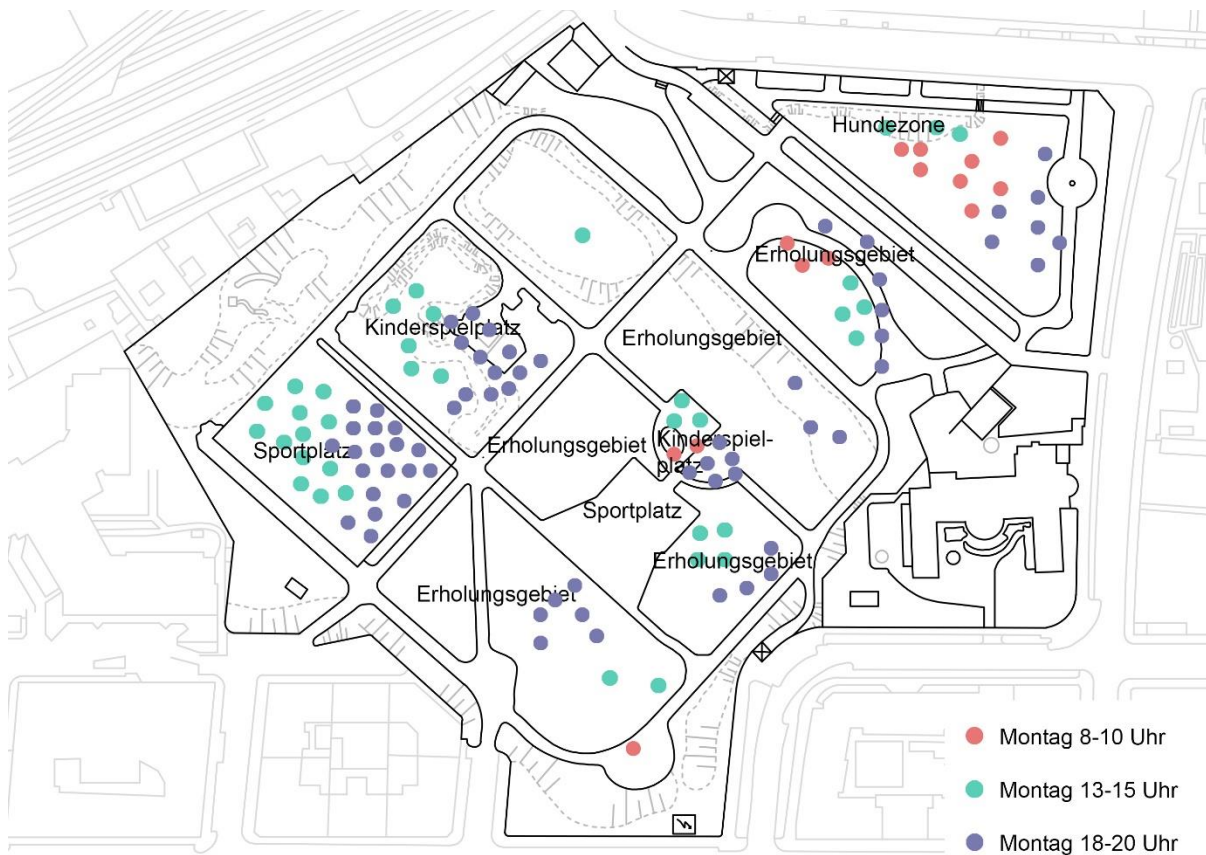 Hundezone
Erholungsgebiet
Kinderspielplatz
Erholungsgebiet
Sportplatz
Erholungsgebiet
Kinderspiel-
platz
Sportplatz
Erholungsgebiet
Erholungsgebiet
Montag 8-10 Uhr
Montag 13-15 Uhr
Montag 18-20 Uhr